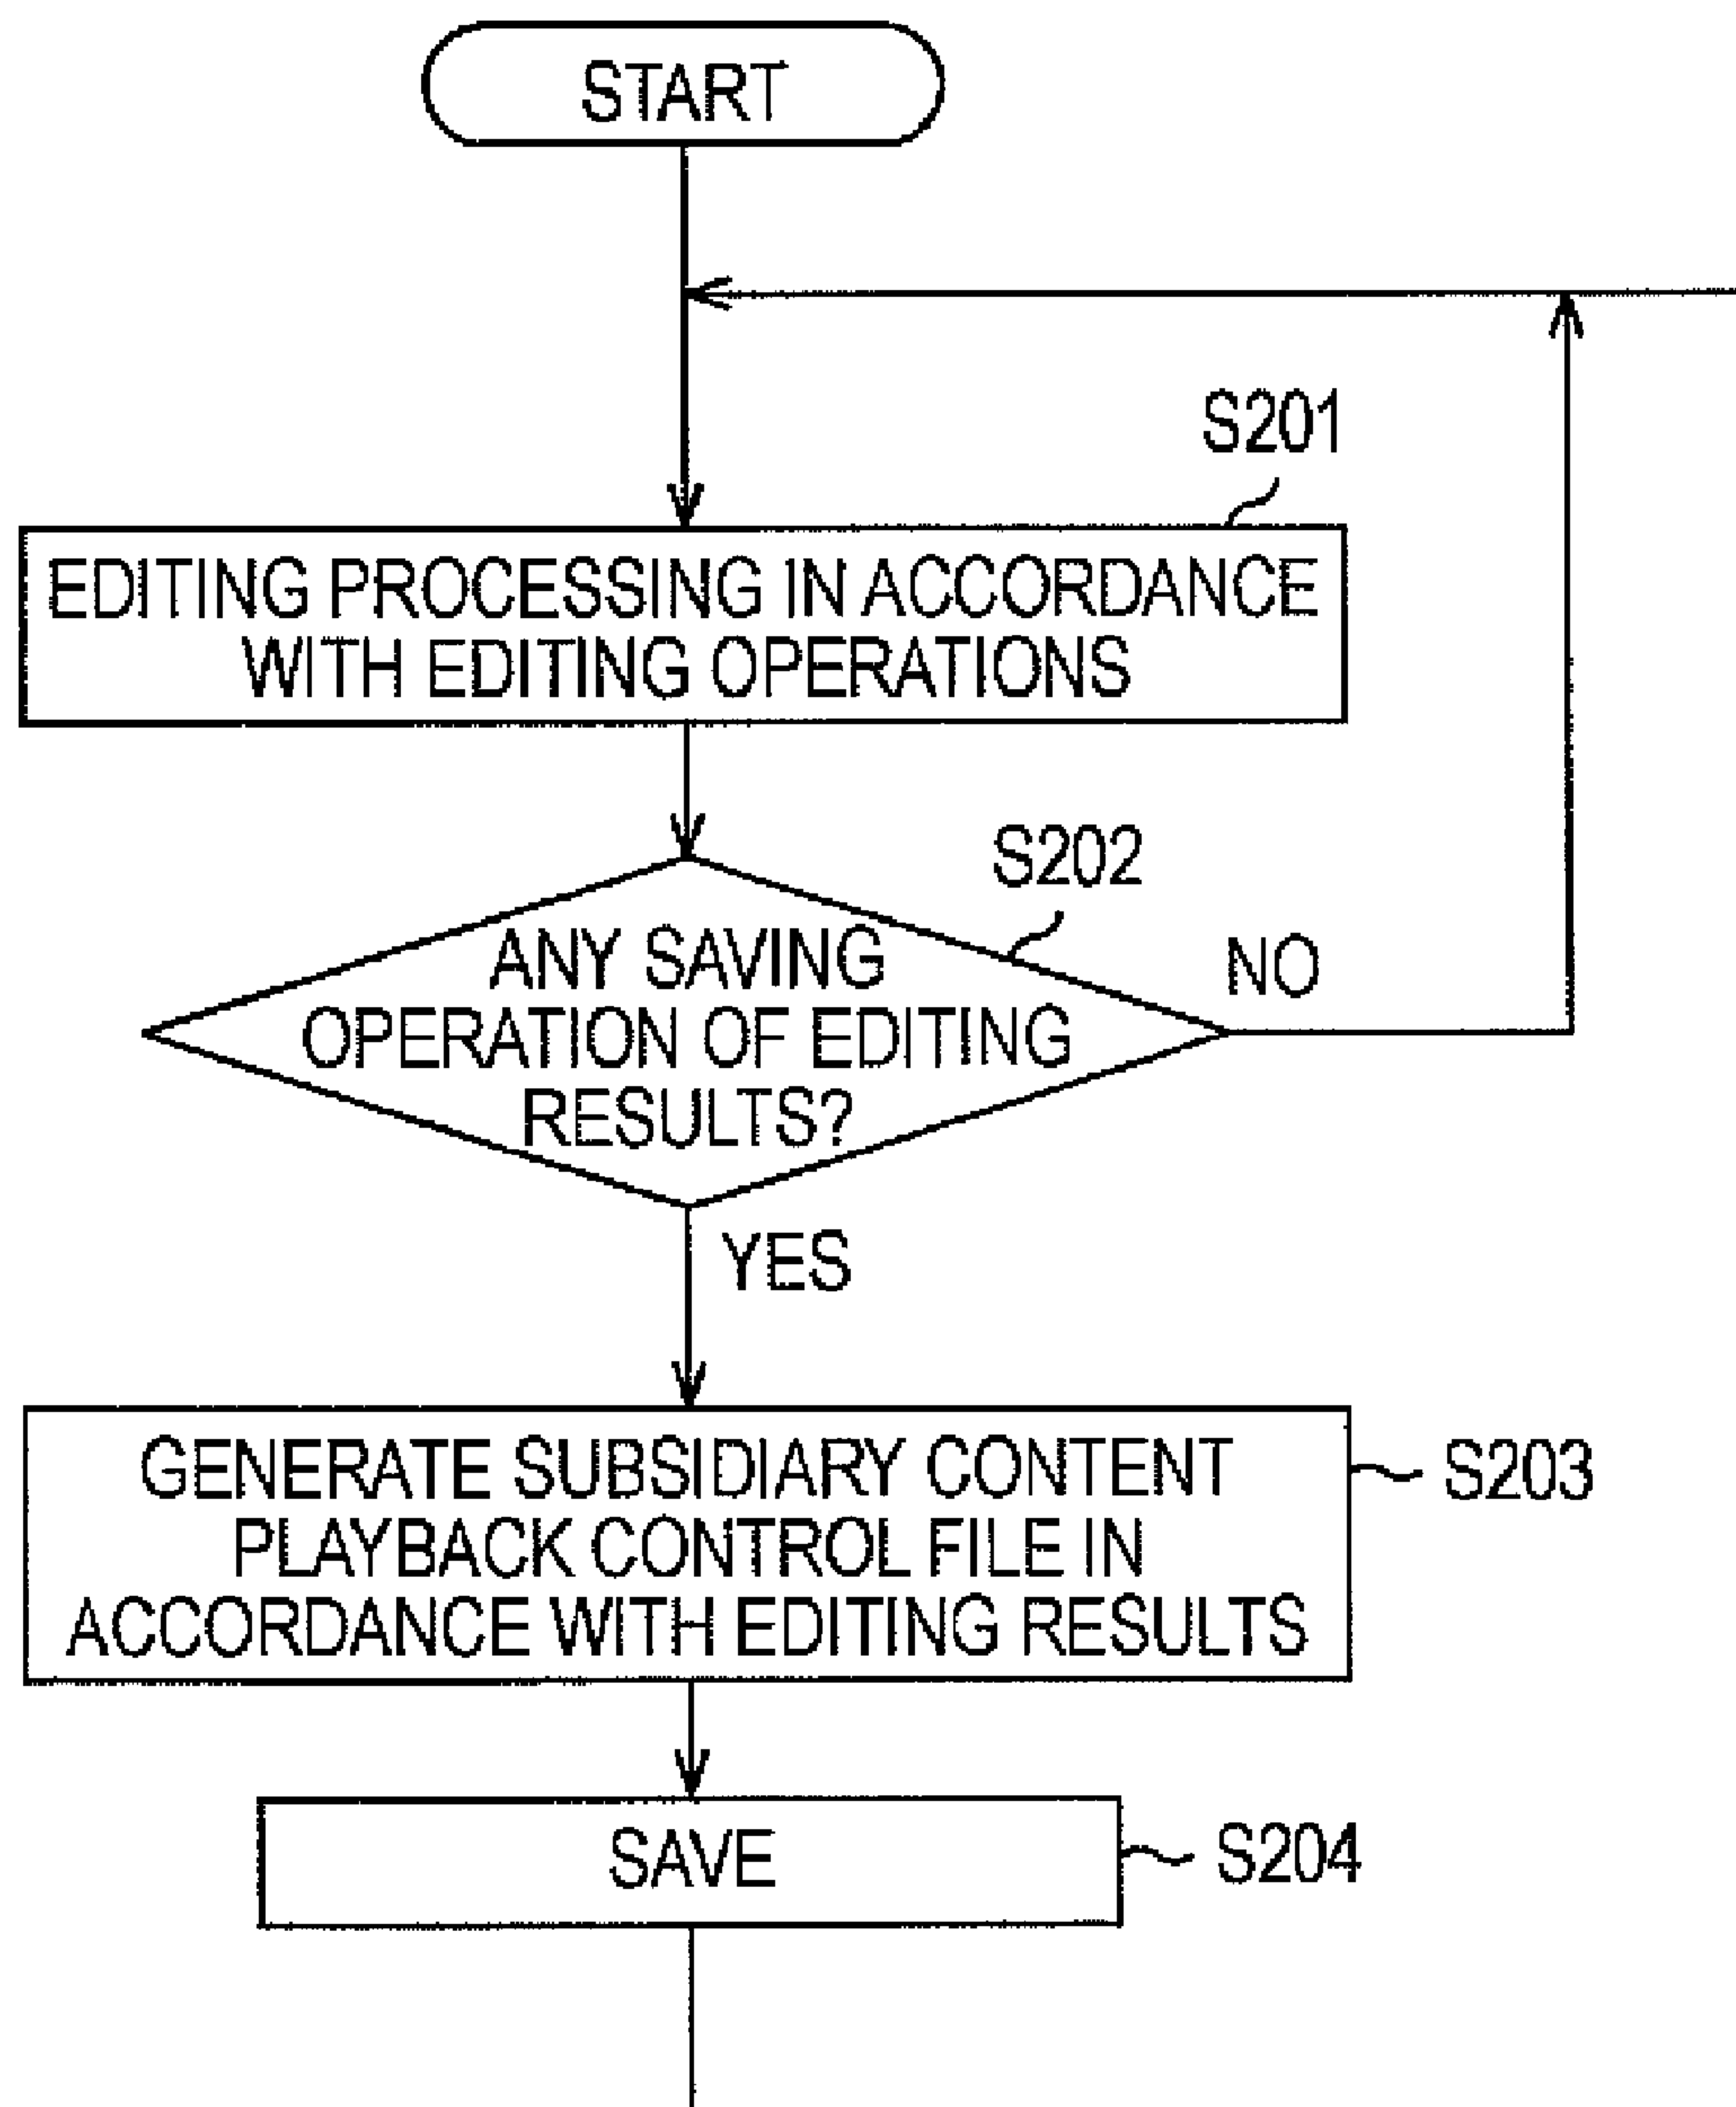 START
S201
EDITING PROCESSING IN ACCORDANCE
WITH EDITING OPERATIONS
S202
ANY SAVING
OPERATION OF EDITING
RESULTS?
NO
YES
GENERATE SUBSIDIARY CONTENT
PLAYBACK CONTROL FILE IN
ACCORDANCE WITH EDITING RESULTS
S203
SAVE
S204